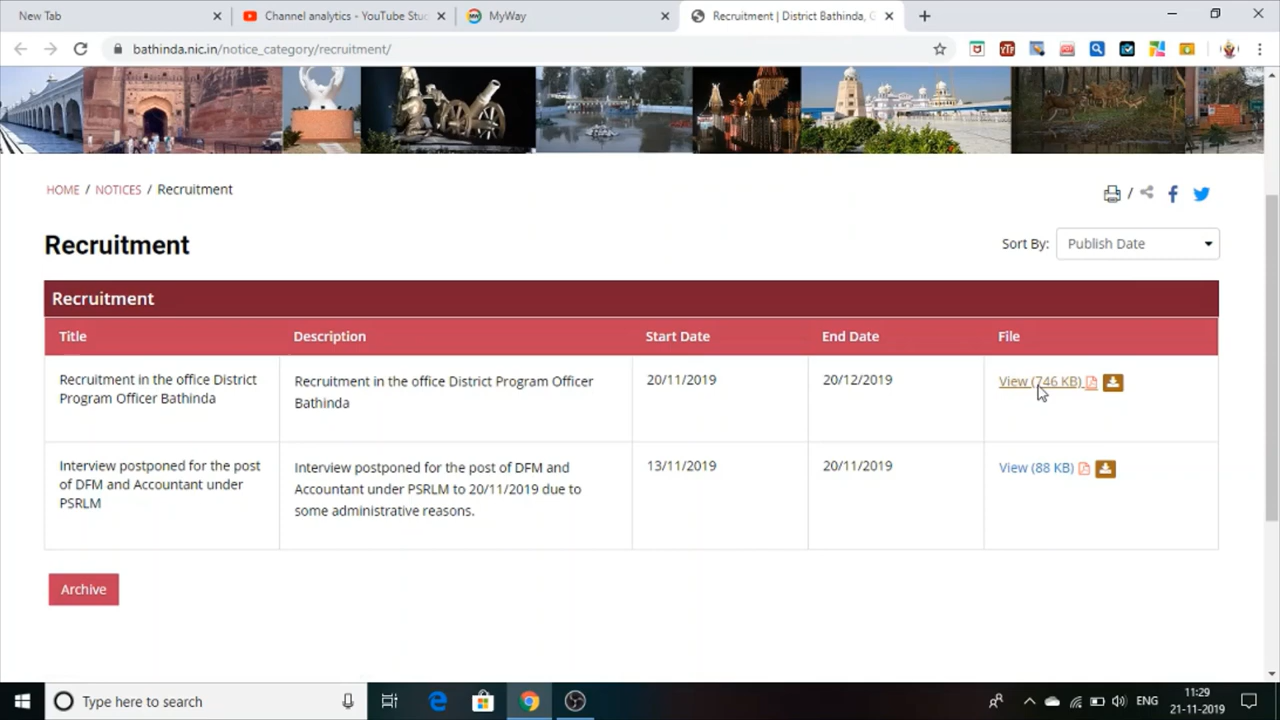 New Tab
Channel analytics - YouTube Stu
MyWay
Recruitment | District Bathinda, G
bathinda.nic.in/notice_category/recruitment/
HOME / NOTICES / Recruitment
Recruitment
Sort By: Publish Date
Recruitment
Title Description Start Date End Date File
Recruitment in the office District
Program Officer Bathinda
Recruitment in the office District Program Officer
Bathinda
20/11/2019 20/12/2019 View (746 KB)
Interview postponed for the post
of DFM and Accountant under
PSRLM
Interview postponed for the post of DFM and
Accountant under PSRLM to 20/11/2019 due to
some administrative reasons.
13/11/2019 20/11/2019 View (88 KB)
Archive
Type here to search
ENG
11:29
21-11-2019